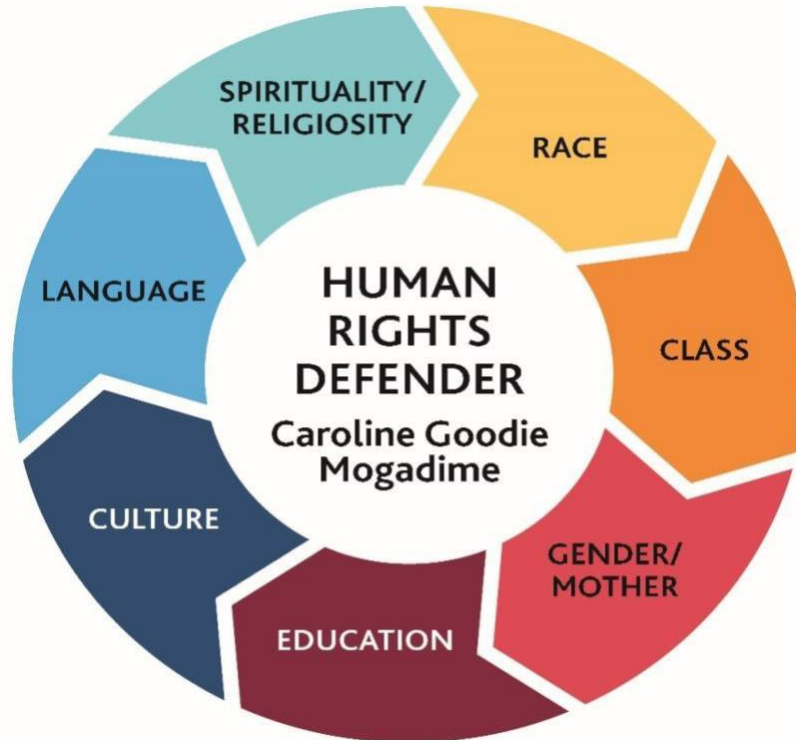 SPIRITUALITY/
RELIGIOSITY
RACE
CLASS
GENDER/
MOTHER
EDUCATION
CULTURE
LANGUAGE
HUMAN
RIGHTS
DEFENDER
Caroline Goodie
Mogadime